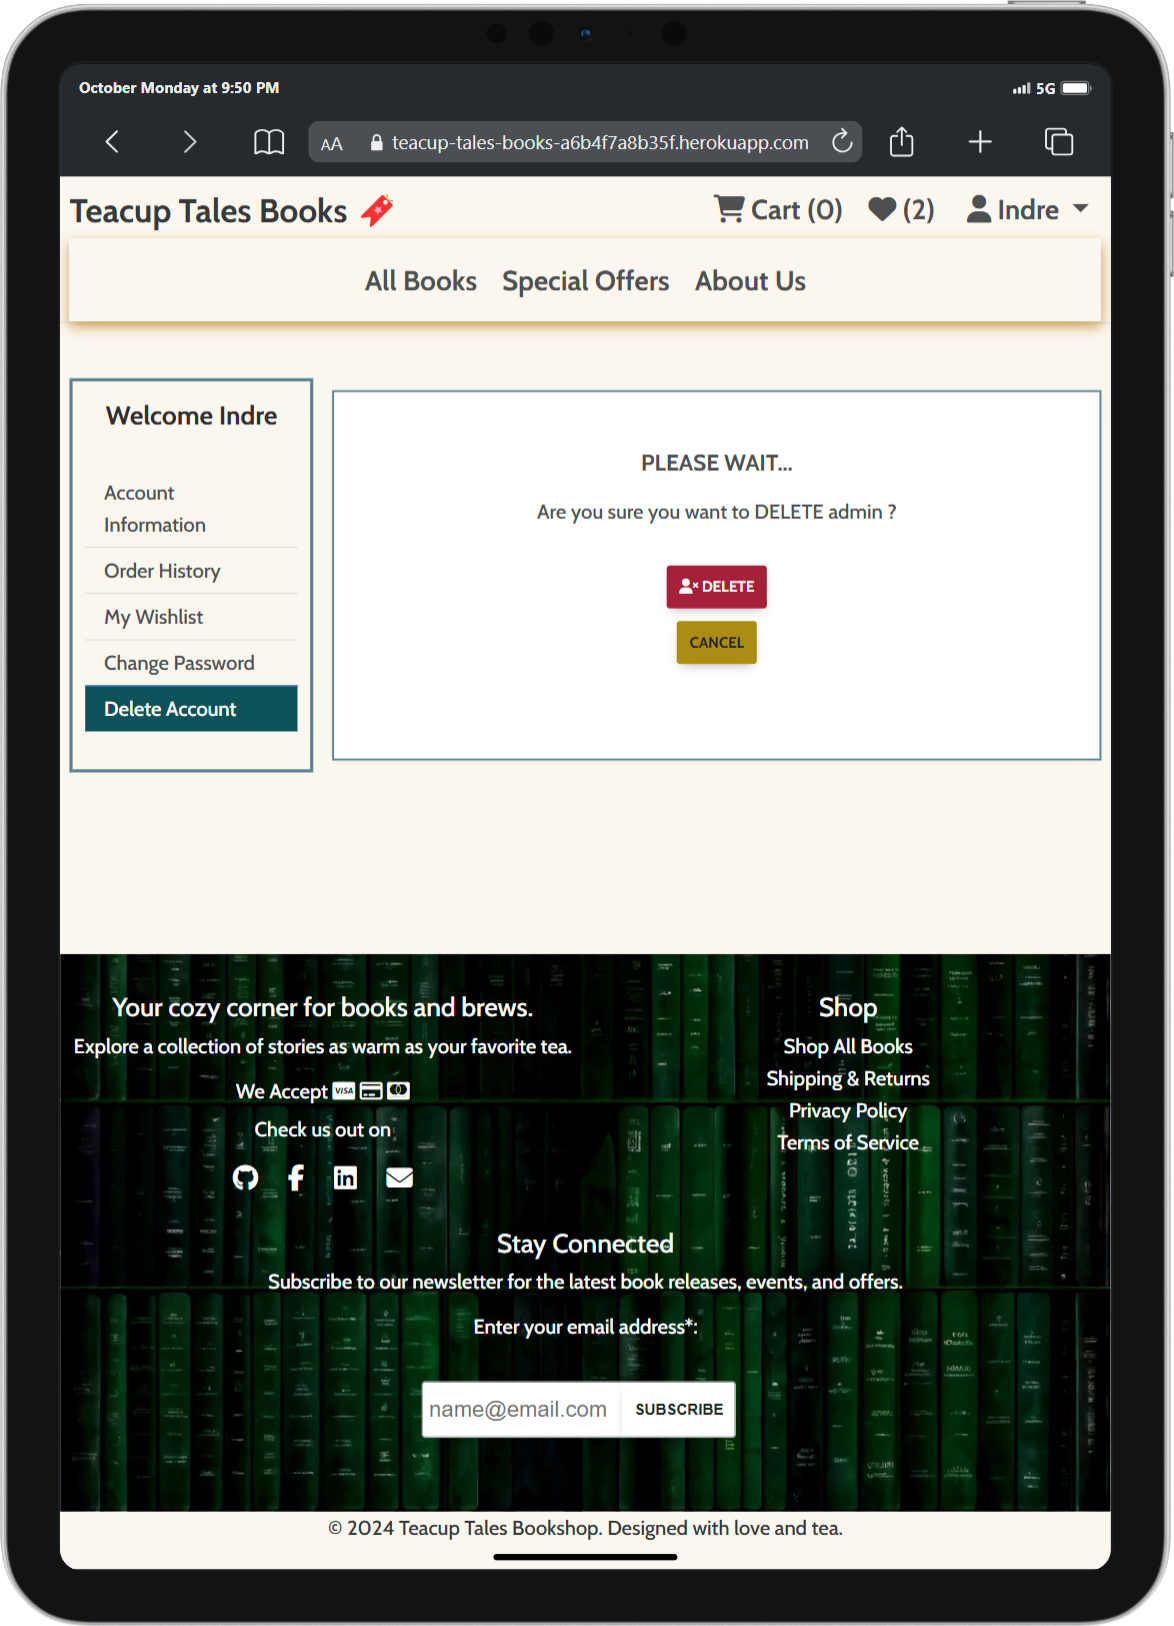 October Monday at 9:50 PM
5G
AA teacup-tales-books-a6b4f7a8b35f.herokuapp.com
Teacup Tales Books
Cart (0) (2) Indre
All Books Special Offers About Us
Welcome Indre
Account
Information
Order History
My Wishlist
Change Password
Delete Account
PLEASE WAIT...
Are you sure you want to DELETE admin ?
DELETE
CANCEL
Your cozy corner for books and brews.
Explore a collection of stories as warm as your favorite tea.
We Accept VISA
Check us out on
Shop
Shop All Books
Shipping & Returns
Privacy Policy
Terms of Service
Stay Connected
Subscribe to our newsletter for the latest book releases, events, and offers.
Enter your email address*:
name@email.com SUBSCRIBE
© 2024 Teacup Tales Bookshop. Designed with love and tea.